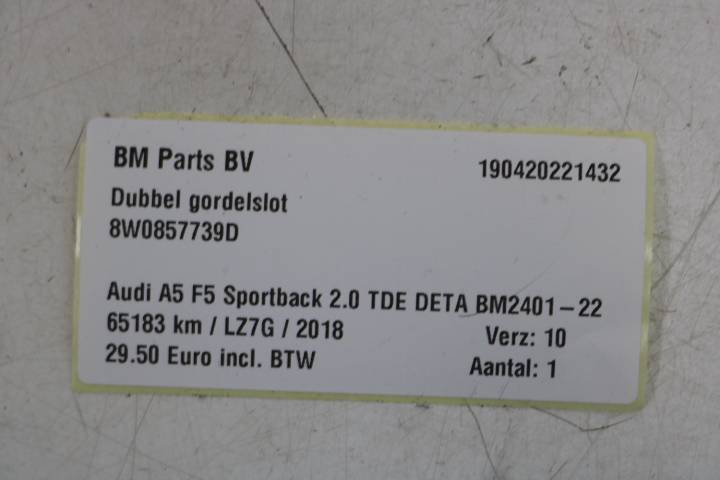 BM Parts BV 190420221432
Dubbel gordelslot
8W0857739D
Audi A5 F5 Sportback 2.0 TDE DETA BM2401-22
65183 km / LZ7G / 2018 Verz: 10
29.50 Euro incl. BTW Aantal: 1